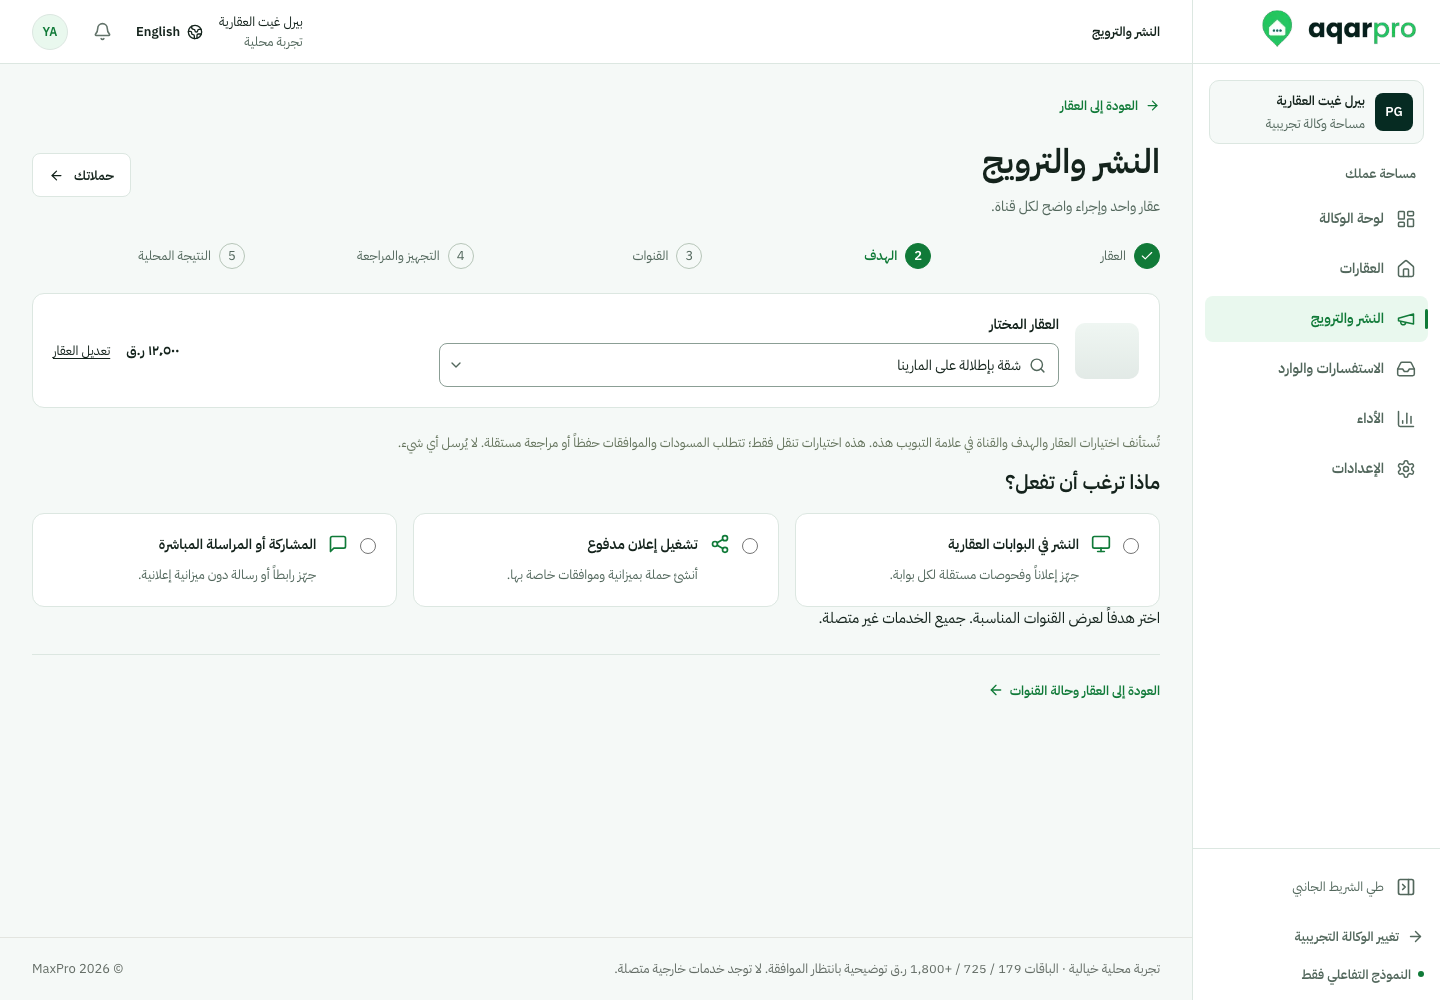 aqarpro
PG
بيرل غيت العقارية
مساحة وكالة تجريبية
مساحة عملك
لوحة الوكالة
العقارات
النشر والترويج
الاستفسارات والوارد
الأداء
الإعدادات
طي الشريط الجانبي
تغيير الوكالة التجريبية
النموذج التفاعلي فقط
النشر والترويج
بيرل غيت العقارية
تجربة محلية
English
YA
العودة إلى العقار
النشر والترويج
عقار واحد وإجراء واضح لكل قناة.
حملاتك
العقار
2 الهدف
3 القنوات
4 التجهيز والمراجعة
5 النتيجة المحلية
العقار المختار
شقة بإطلالة على المارينا
١٢٬٥٠٠ ر.ق
تعديل العقار
تُستأنف اختيارات العقار والهدف والقناة في علامة التبويب هذه. هذه اختيارات تنقل فقط؛ تتطلب المسودات والموافقات حفظاً أو مراجعة مستقلة. لا يُرسل أي شيء.
ماذا ترغب أن تفعل؟
النشر في البوابات العقارية
جهّز إعلاناً وفحوصات مستقلة لكل بوابة.
تشغيل إعلان مدفوع
أنشئ حملة بميزانية وموافقات خاصة بها.
المشاركة أو المراسلة المباشرة
جهّز رابطاً أو رسالة دون ميزانية إعلانية.
اختر هدفاً لعرض القنوات المناسبة. جميع الخدمات غير متصلة.
العودة إلى العقار وحالة القنوات
تجربة محلية خيالية · الباقات 179 / 725 / +1,800 ر.ق توضيحية بانتظار الموافقة. لا توجد خدمات خارجية متصلة.
MaxPro 2026 ©